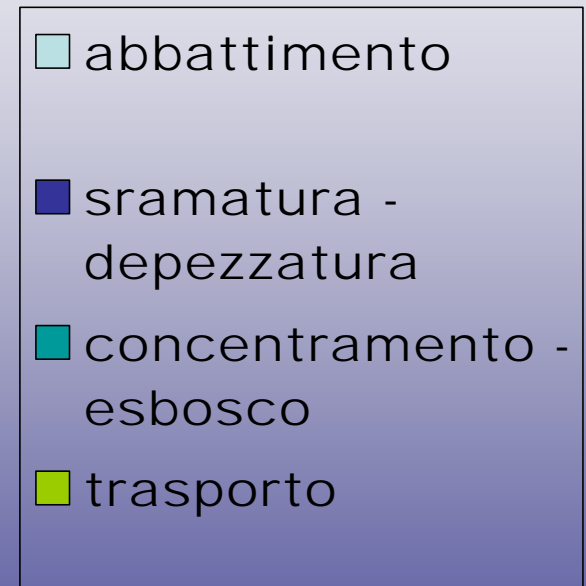 abbattimento
sramatura -
depezzatura
concentramento -
esbosco
trasporto